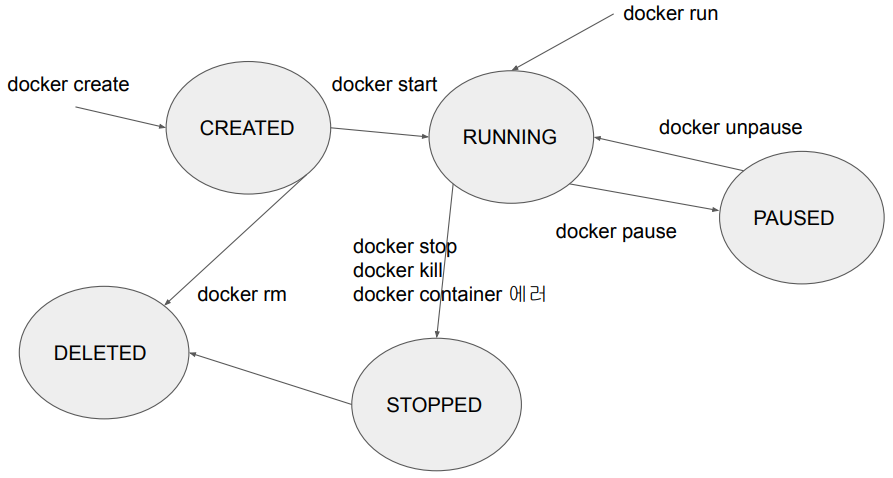 docker run
docker create
docker start
CREATED
RUNNING
docker unpause
PAUSED
docker pause
docker stop
docker kill
docker container 에러
docker rm
DELETED
STOPPED